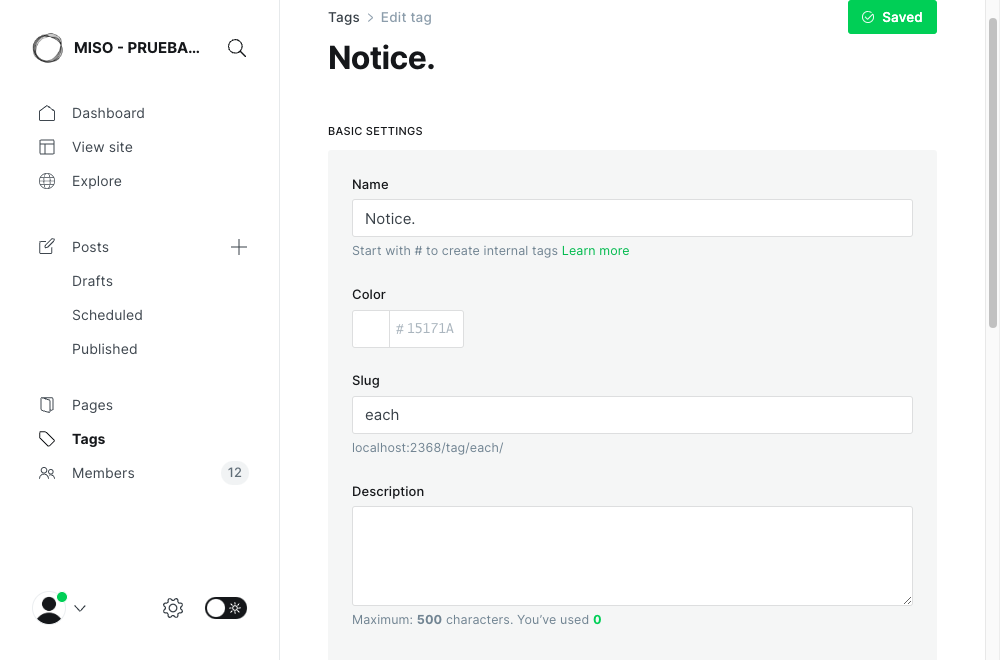 MISO - PRUEBA...
Dashboard
View site
Explore
Posts
Drafts
Scheduled
Published
Pages
Tags
Members 12
Tags > Edit tag
Saved
Notice.
BASIC SETTINGS
Name
Notice.
Start with # to create internal tags Learn more
Color
# 15171A
Slug
each
localhost:2368/tag/each/
Description
Maximum: 500 characters. You’ve used 0